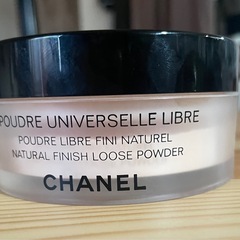 POUDRE UNIVERSELLE LIBRE
POUDRE LIBRE FINI NATUREL
NATURAL FINISH LOOSE POWDER
CHANEL